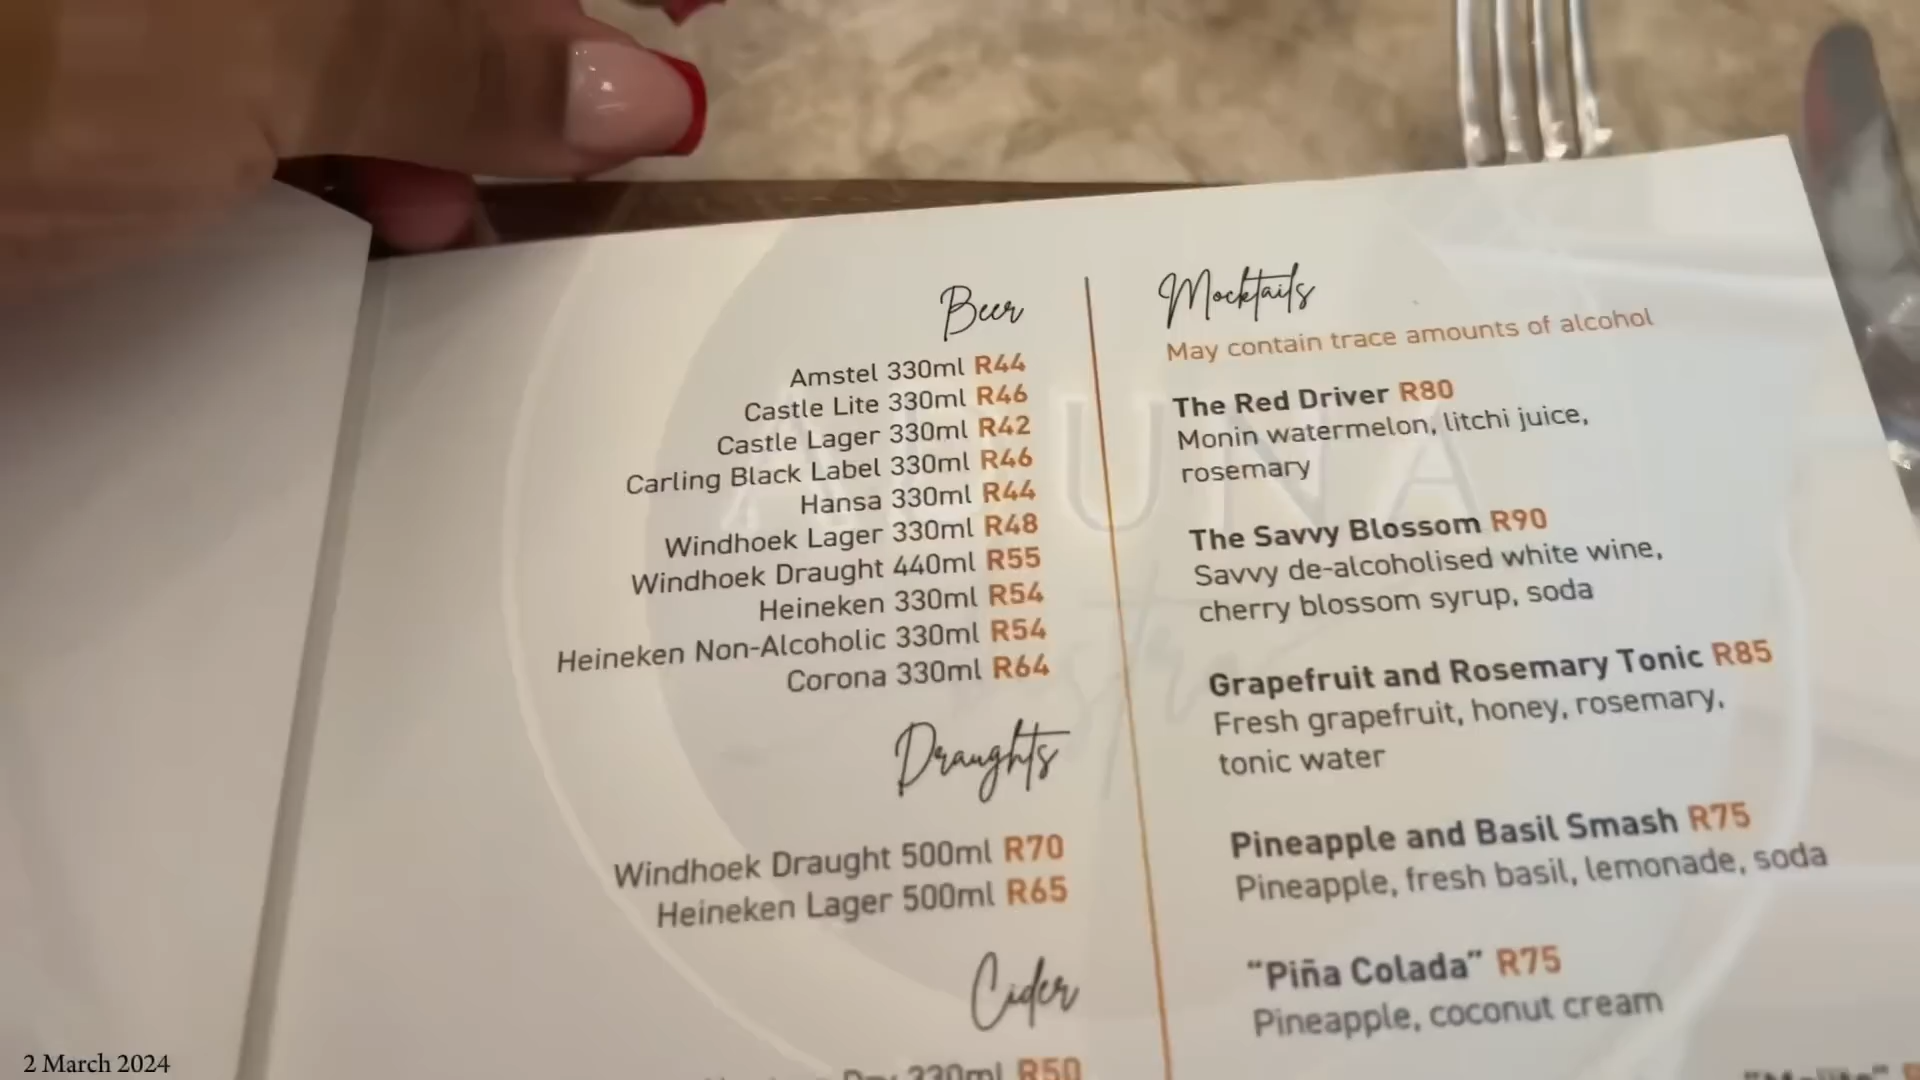 Beer
Amstel 330ml R44
Castle Lite 330ml R46
Castle Lager 330ml R42
Carling Black Label 330ml R46
Hansa 330ml R44
Windhoek Lager 330ml R48
Windhoek Draught 440ml R55
Heineken 330ml R54
Heineken Non-Alcoholic 330ml R54
Corona 330ml R64
Draughts
Windhoek Draught 500ml R70
Heineken Lager 500ml R65
Cider
330ml R50
Mocktails
May contain trace amounts of alcohol
The Red Driver R80
Monin watermelon, litchi juice,
rosemary
The Savvy Blossom R90
Savvy de-alcoholised white wine,
cherry blossom syrup, soda
Grapefruit and Rosemary Tonic R85
Fresh grapefruit, honey, rosemary,
tonic water
Pineapple and Basil Smash R75
Pineapple, fresh basil, lemonade, soda
“Piña Colada” R75
Pineapple, coconut cream
2 March 2024